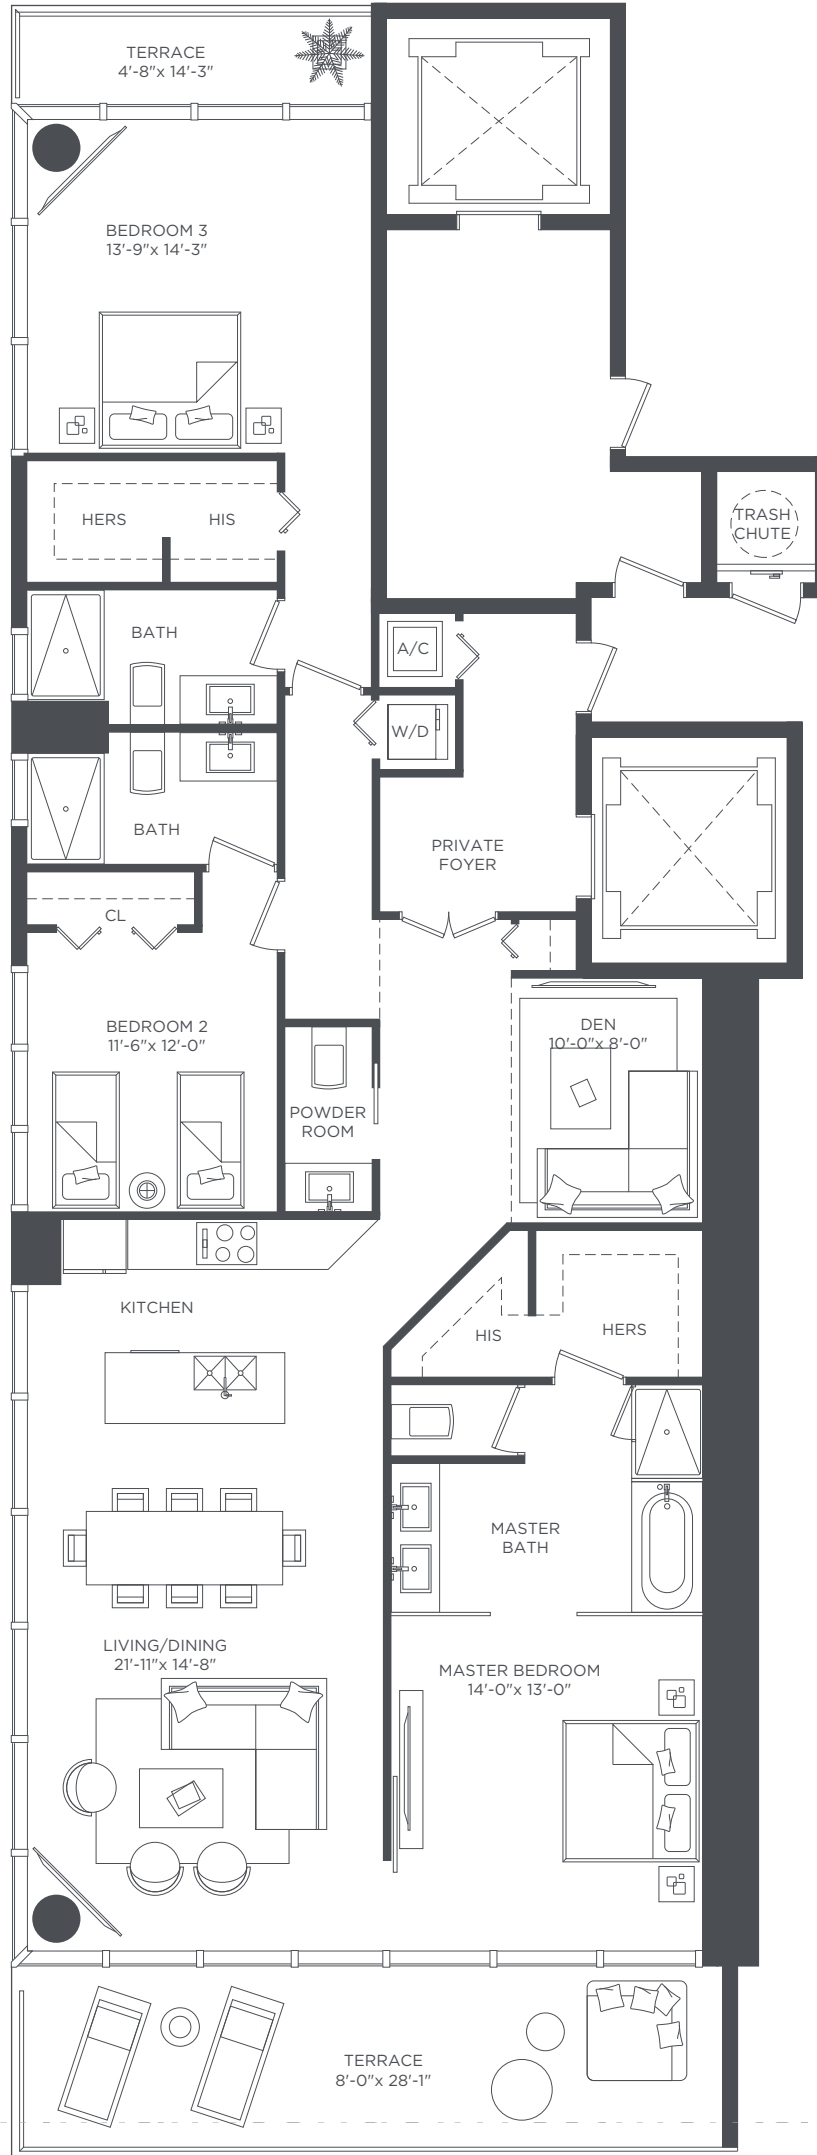 TERRACE
4'-8"x 14'-3"
BEDROOM 3
13'-9"x 14'-3"
HERS
HIS
TRASH
CHUTE
BATH
A/C
W/D
BATH
PRIVATE
FOYER
CL
BEDROOM 2
11'-6"x 12'-0"
DEN
10'-0"x 8'-0"
POWDER
ROOM
KITCHEN
HIS
HERS
MASTER
BATH
LIVING/DINING
21'-11"x 14'-8"
MASTER BEDROOM
14'-0"x 13'-0"
TERRACE
8'-0"x 28'-1"